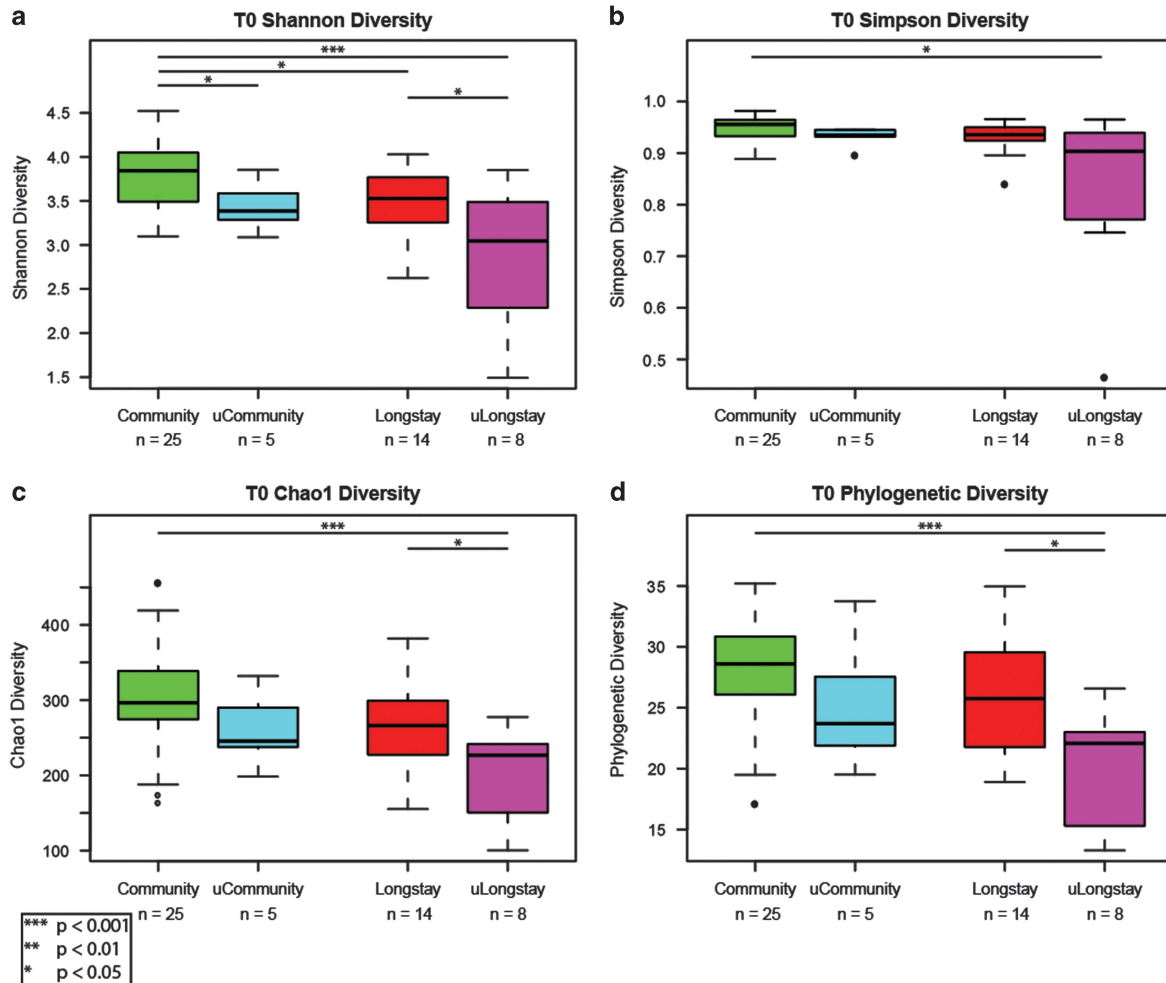 a
T0 Shannon Diversity
***
*
*
*
Shannon Diversity
4.5
4.0
3.5
3.0
2.5
2.0
1.5
Community uCommunity Longstay uLongstay
n = 25 n = 5 n = 14 n = 8
b
T0 Simpson Diversity
*
Simpson Diversity
1.0
0.9
0.8
0.7
0.6
0.5
Community uCommunity Longstay uLongstay
n = 25 n = 5 n = 14 n = 8
c
T0 Chao1 Diversity
***
*
Chao1 Diversity
400
300
200
100
Community uCommunity Longstay uLongstay
n = 25 n = 5 n = 14 n = 8
d
T0 Phylogenetic Diversity
***
*
Phylogenetic Diversity
35
30
25
20
15
Community uCommunity Longstay uLongstay
n = 25 n = 5 n = 14 n = 8
*** p < 0.001
** p < 0.01
* p < 0.05